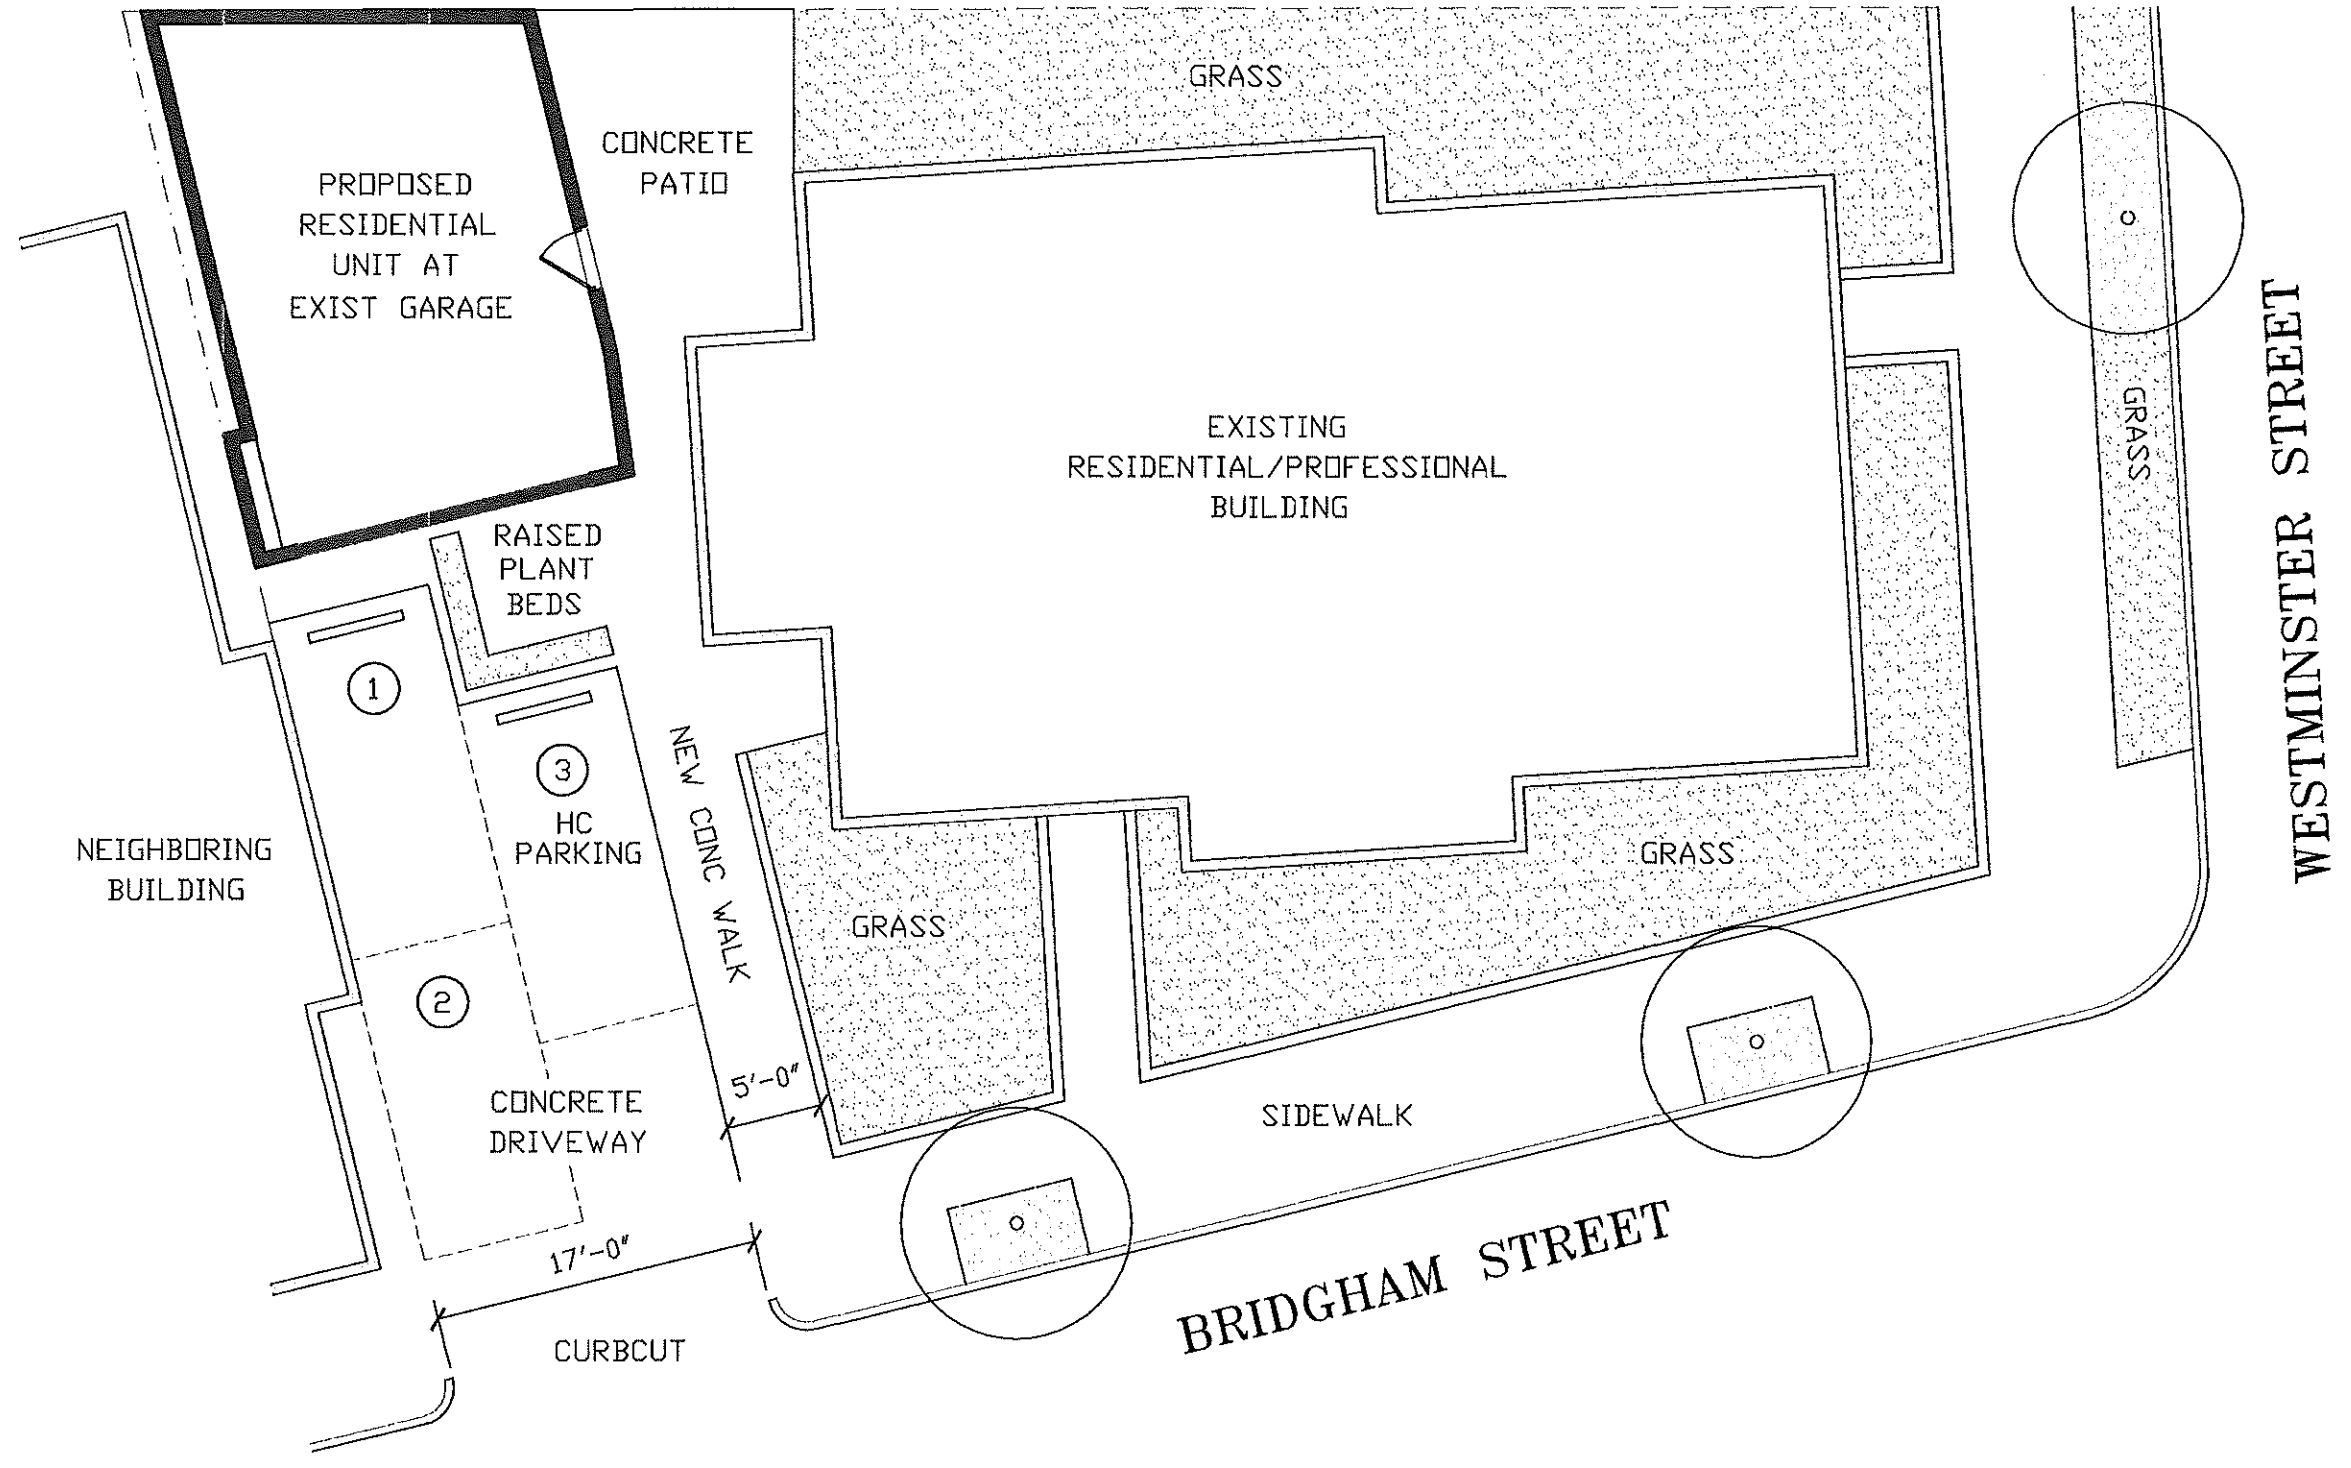 GRASS
CONCRETE
PATIO
PROPOSED
RESIDENTIAL
UNIT AT
EXIST GARAGE
EXISTING
RESIDENTIAL/PROFESSIONAL
BUILDING
GRASS
WESTMINSTER STREET
RAISED
PLANT
BEDS
1
3
HC
PARKING
NEW CONC WALK
NEIGHBORING
BUILDING
GRASS
GRASS
2
5'-0"
CONCRETE
DRIVEWAY
SIDEWALK
17'-0"
BRIDGHAM STREET
CURBCUT